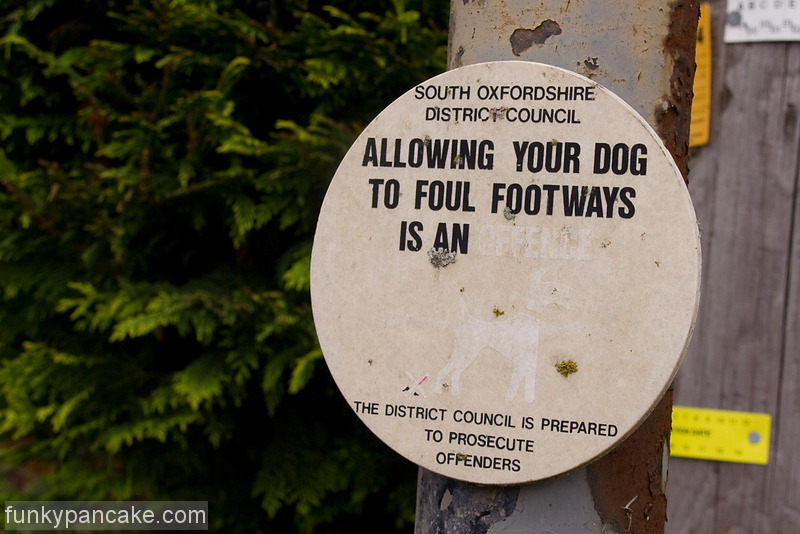 SOUTH OXFORDSHIRE
DISTRICT COUNCIL
ALLOWING YOUR DOG
TO FOUL FOOTWAYS
IS AN OFFENCE
THE DISTRICT COUNCIL IS PREPARED
TO PROSECUTE
OFFENDERS
A B C D E
funkypancake.com